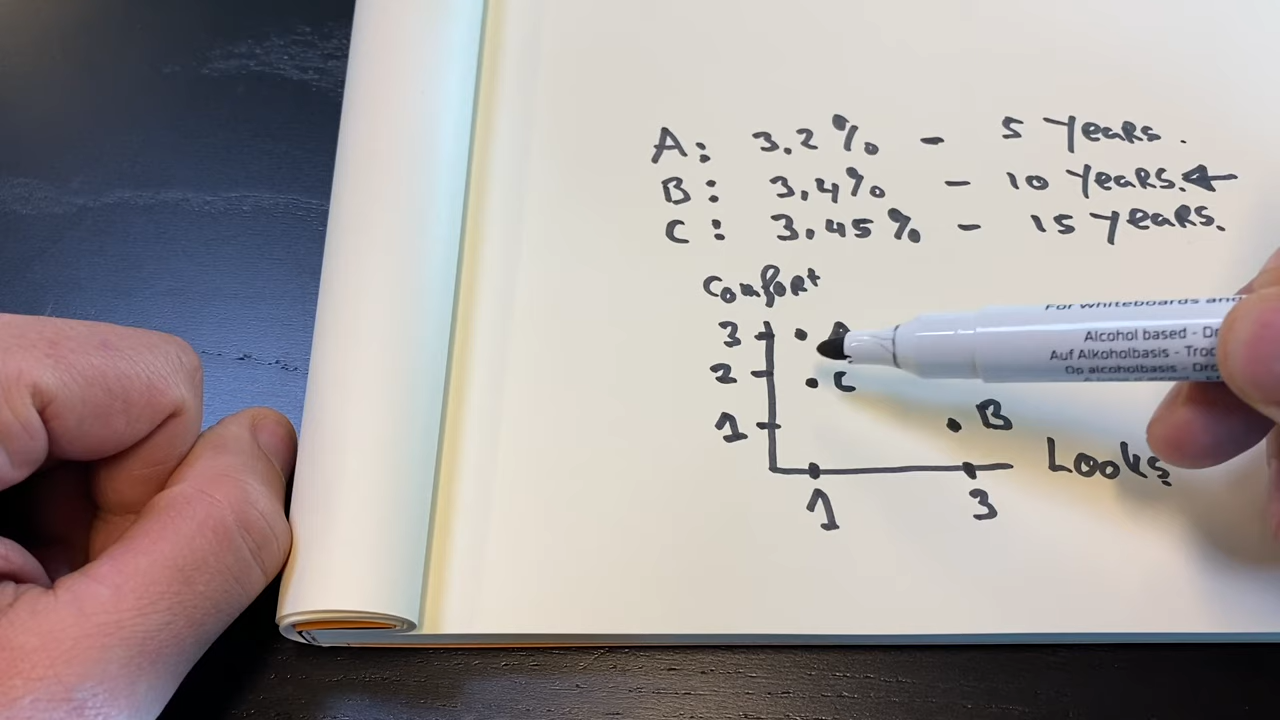 A: 3.2% - 5 years.
B: 3.4% - 10 years.←
C: 3.45% - 15 years.
Comfort
3
2
C
1
B
Looks
1 3
For whiteboards and
Alcohol based - Dr
Auf Alkoholbasis - Troc
Op alcoholbasis - Dro